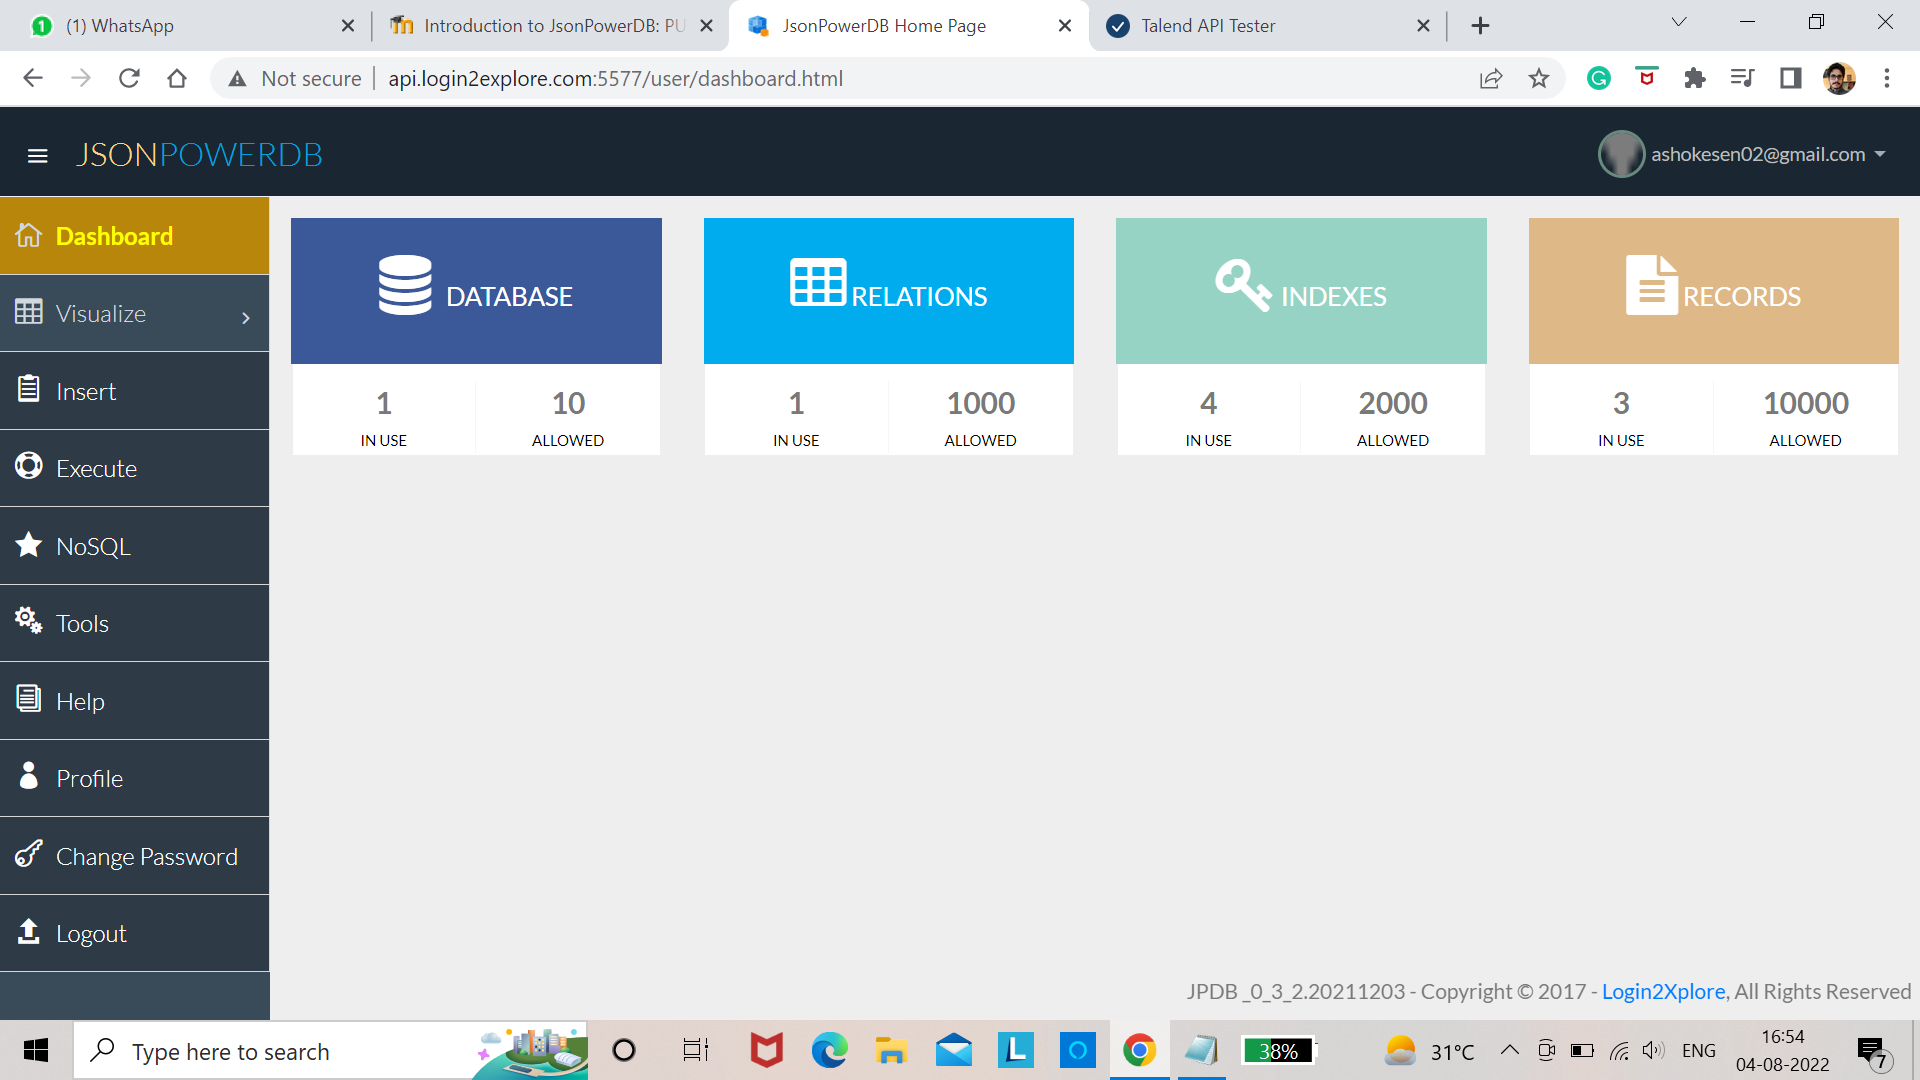 (1) WhatsApp
Introduction to JsonPowerDB: PU
JsonPowerDB Home Page
Talend API Tester
Not secure
api.login2explore.com:5577/user/dashboard.html
JSONPOWERDB
ashokesen02@gmail.com
Dashboard
Visualize
Insert
Execute
NoSQL
Tools
Help
Profile
Change Password
Logout
DATABASE
1
IN USE
10
ALLOWED
RELATIONS
1
IN USE
1000
ALLOWED
INDEXES
4
IN USE
2000
ALLOWED
RECORDS
3
IN USE
10000
ALLOWED
JPDB _0_3_2.20211203 - Copyright © 2017 - Login2Xplore, All Rights Reserved
Type here to search
38%
31°C
ENG
16:54
04-08-2022
7